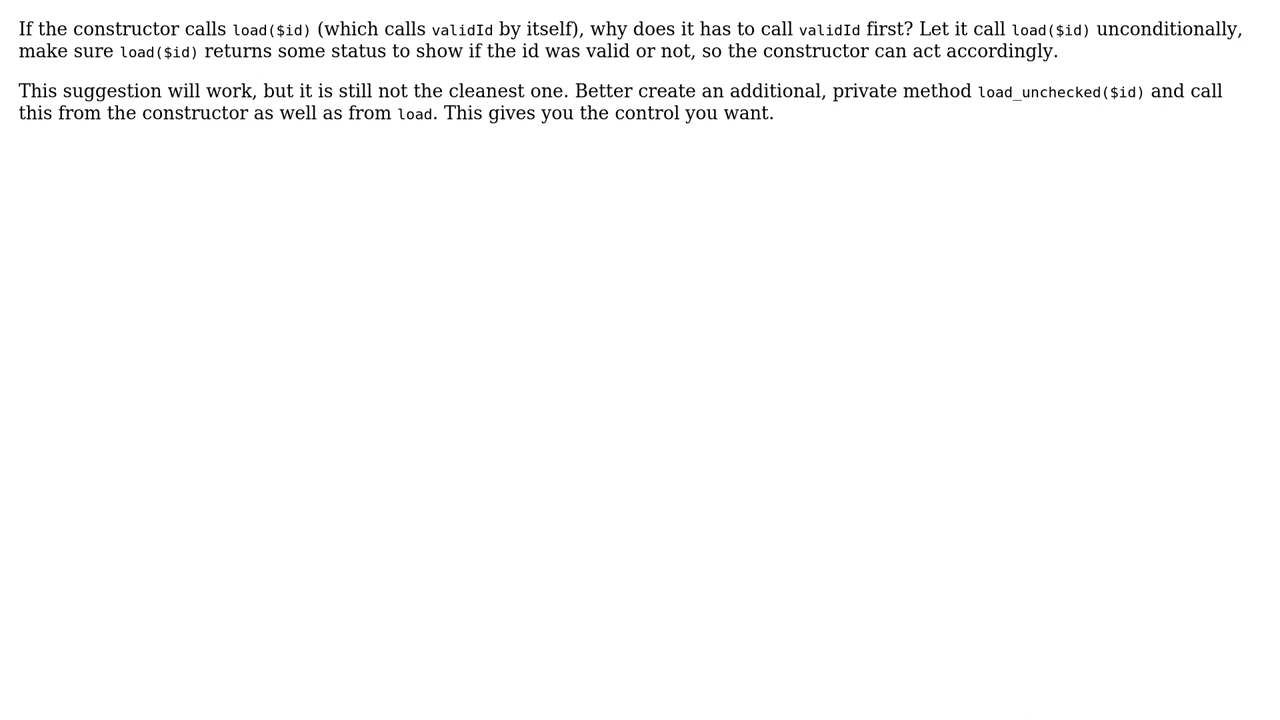 If the constructor calls load($id) (which calls validId by itself), why does it has to call validId first? Let it call load($id) unconditionally,
make sure load($id) returns some status to show if the id was valid or not, so the constructor can act accordingly.
This suggestion will work, but it is still not the cleanest one. Better create an additional, private method load_unchecked($id) and call
this from the constructor as well as from load. This gives you the control you want.